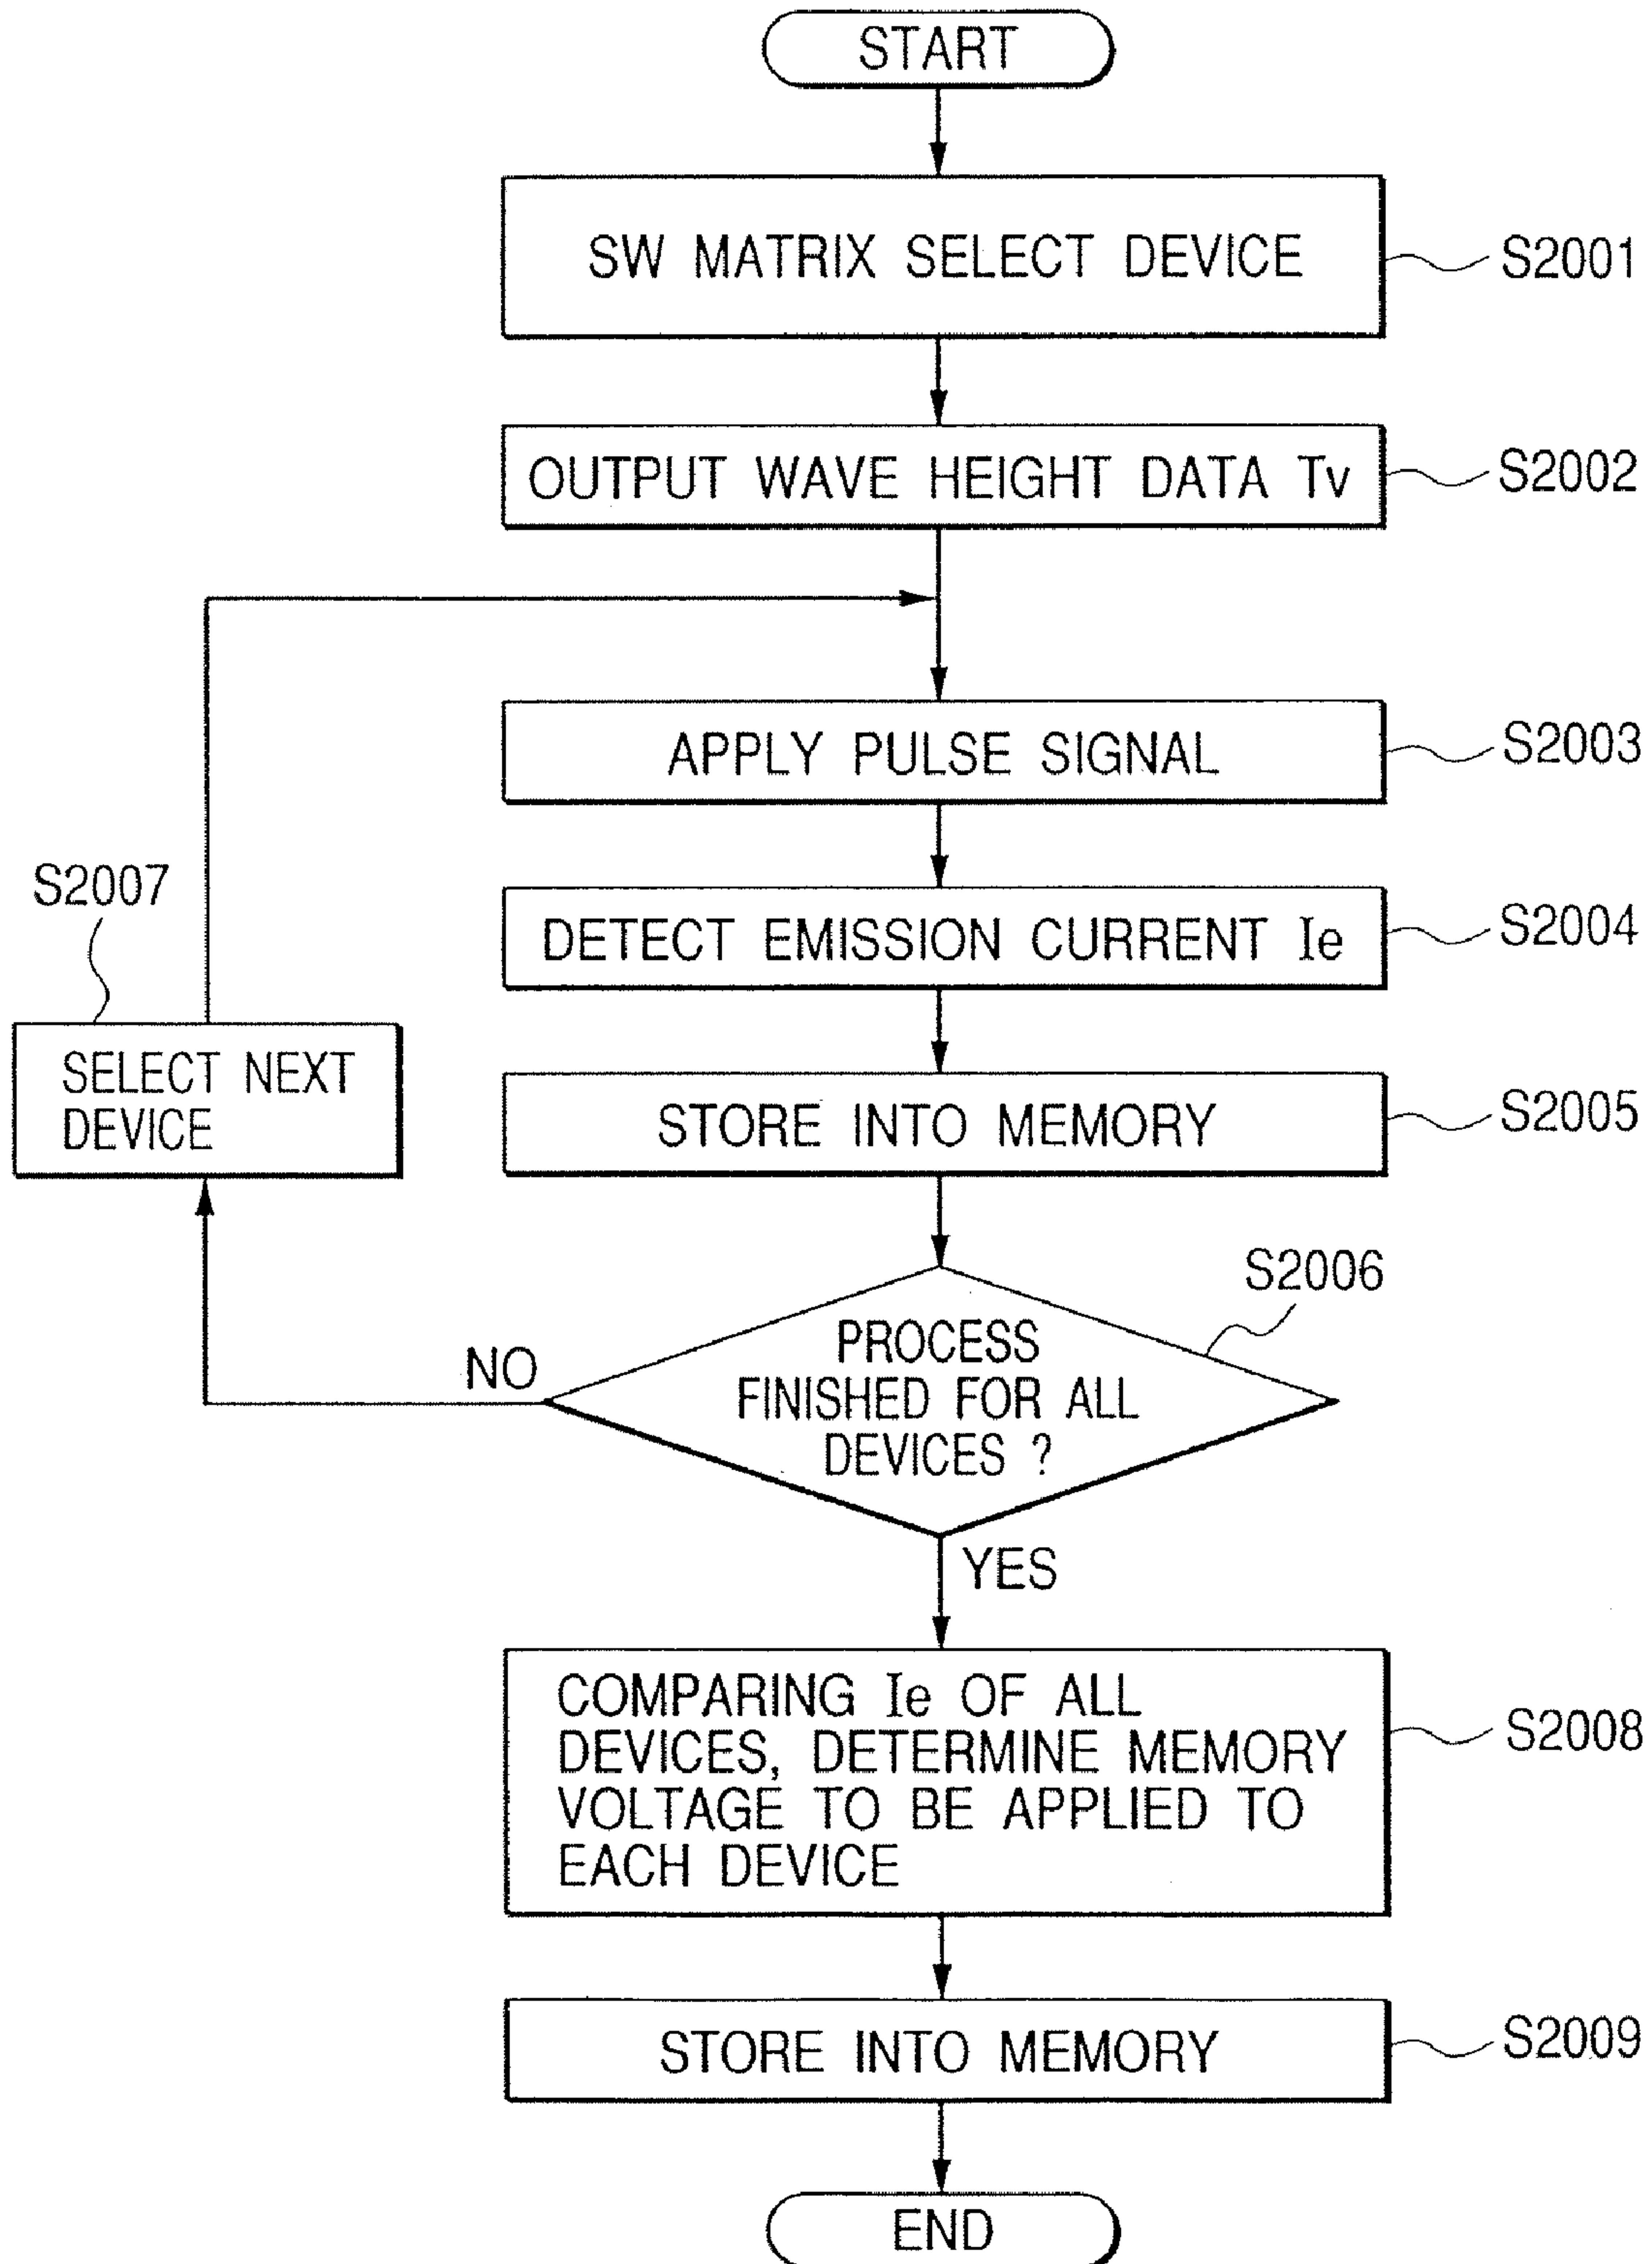 START
SW MATRIX SELECT DEVICE
S2001
OUTPUT WAVE HEIGHT DATA Tv
S2002
APPLY PULSE SIGNAL
S2003
S2007
DETECT EMISSION CURRENT Ie
S2004
SELECT NEXT
DEVICE
STORE INTO MEMORY
S2005
S2006
NO
PROCESS
FINISHED FOR ALL
DEVICES ?
YES
COMPARING Ie OF ALL
DEVICES, DETERMINE MEMORY
VOLTAGE TO BE APPLIED TO
EACH DEVICE
S2008
STORE INTO MEMORY
S2009
END